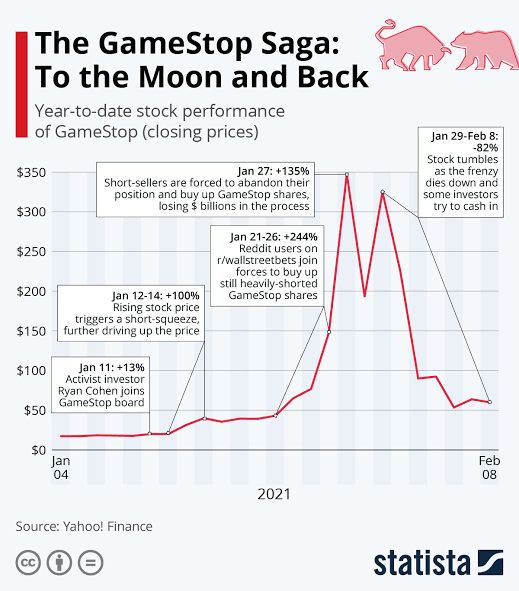 The GameStop Saga:
To the Moon and Back
Year-to-date stock performance
of GameStop (closing prices)
Jan 29-Feb 8:
-82%
Stock tumbles
as the frenzy
dies down and
some investors
try to cash in
Jan 27: +135%
Short-sellers are forced to abandon their
position and buy up GameStop shares,
losing $ billions in the process
Jan 21-26: +244%
Reddit users on
r/wallstreetbets join
forces to buy up
still heavily-shorted
GameStop shares
Jan 12-14: +100%
Rising stock price
triggers a short-squeeze,
further driving up the price
Jan 11: +13%
Activist investor
Ryan Cohen joins
GameStop board
$350
$300
$250
$200
$150
$100
$50
$0
Jan
04
Feb
08
2021
Source: Yahoo! Finance
cc
statista